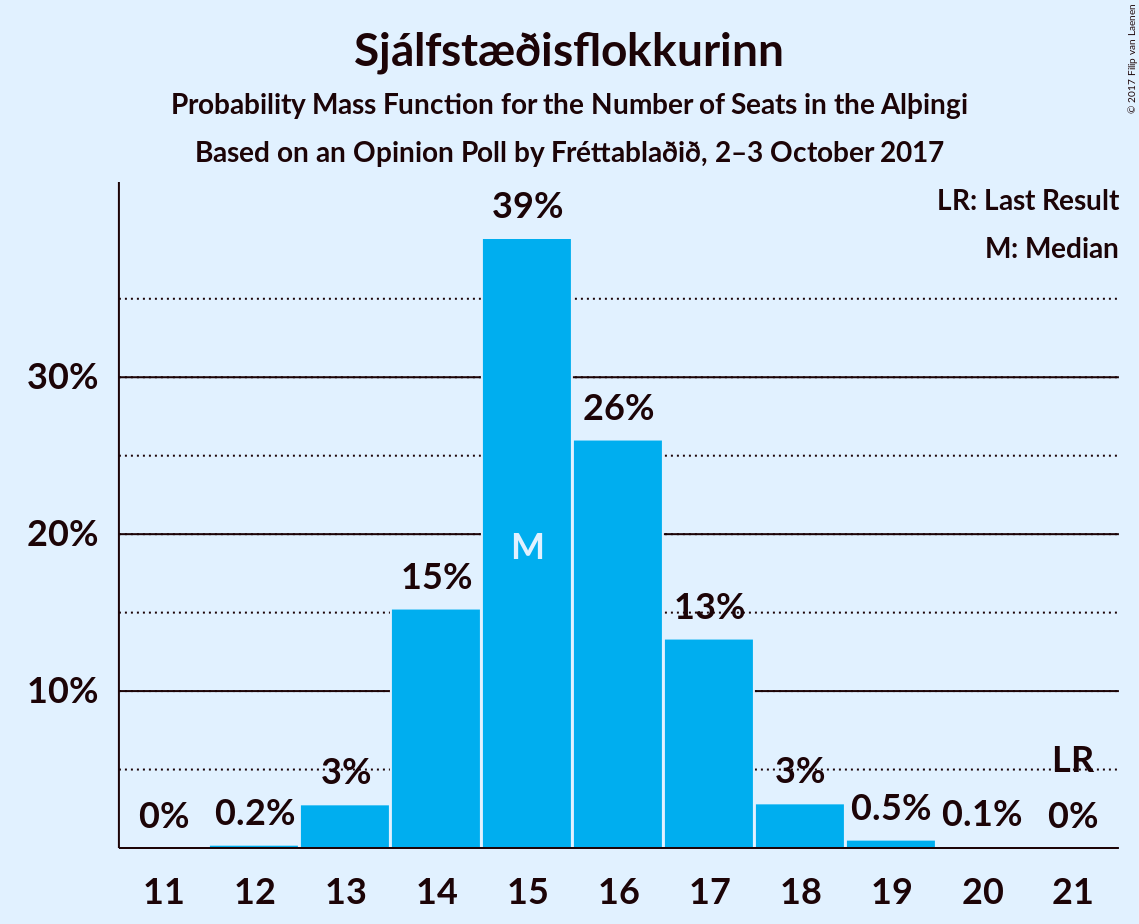 Sjálfstæðisflokkurinn
Probability Mass Function for the Number of Seats in the Alþingi
Based on an Opinion Poll by Fréttablaðið, 2–3 October 2017
© 2017 Filip van Laenen
LR: Last Result
M: Median
39%
30%
26%
20%
M
15%
13%
10%
LR
3%
3%
0%
0.2%
0.5%
0.1%
0%
11 12 13 14 15 16 17 18 19 20 21